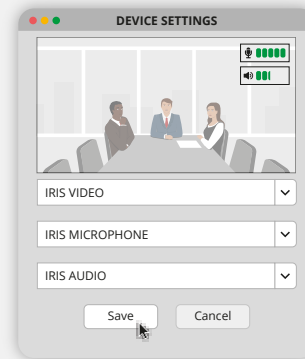 DEVICE SETTINGS
IRIS VIDEO
IRIS MICROPHONE
IRIS AUDIO
Save Cancel